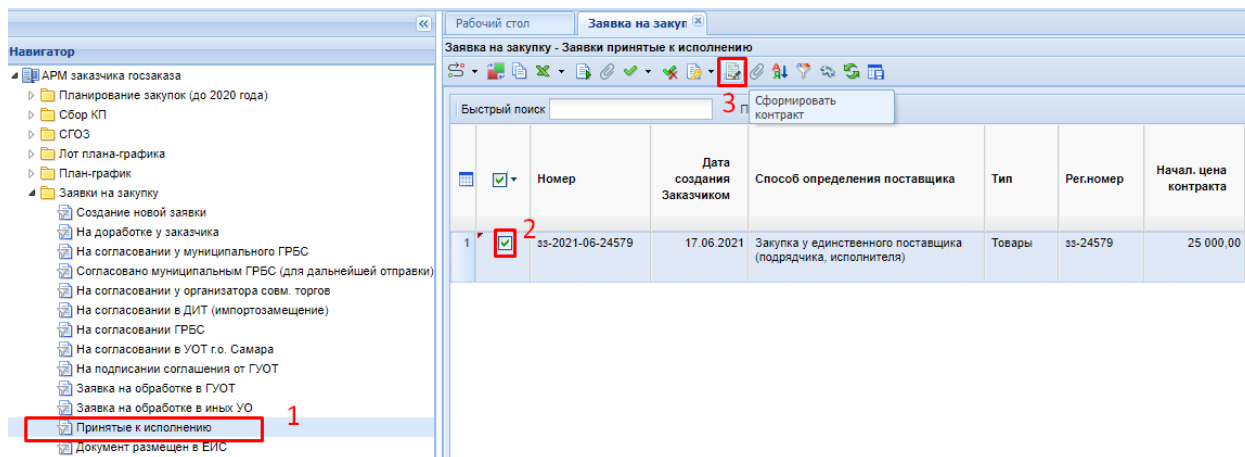 Навигатор
АРМ заказчика госзаказа
Планирование закупок (до 2020 года)
Сбор КП
СГОЗ
Лот плана-графика
План-график
Заявки на закупку
Создание новой заявки
На доработке у заказчика
На согласовании у муниципального ГРБС
Согласовано муниципальным ГРБС (для дальнейшей отправки)
На согласовании у организатора совм. торгов
На согласовании в ДИТ (импортозамещение)
На согласовании ГРБС
На согласовании в УОТ г.о. Самара
На подписании соглашения от ГУОТ
Заявка на обработке в ГУОТ
Заявка на обработке в иных УО
1
Принятые к исполнению
Документ размещен в ЕИС
Рабочий стол Заявка на закуп
Заявка на закупку - Заявки принятые к исполнению
Быстрый поиск 3 П
Сформировать
контракт
Номер
Дата
создания
Заказчиком
Способ определения поставщика
Тип
Рег.номер
Начал. цена
контракта
2
1 зз-2021-06-24579 17.06.2021 Закупка у единственного поставщика Товары зз-24579 25 000,00
(подрядчика, исполнителя)